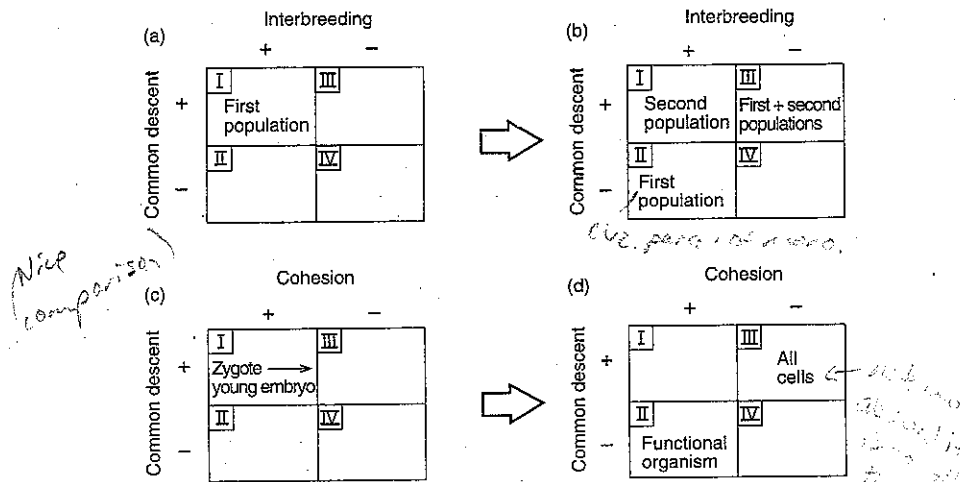 Interbreeding
(a)
+ −
I III
Common descent
+
First
population
II IV
−
Interbreeding
(b)
+ −
I III
Common descent
+
Second
population
First + second
populations
II IV
−
First
population
Nice
comparison
Cohesion
(c)
+ −
I III
Common descent
+
Zygote
young embryo
II IV
−
Cohesion
(d)
+ −
I III
Common descent
+
All
cells
II IV
−
Functional
organism